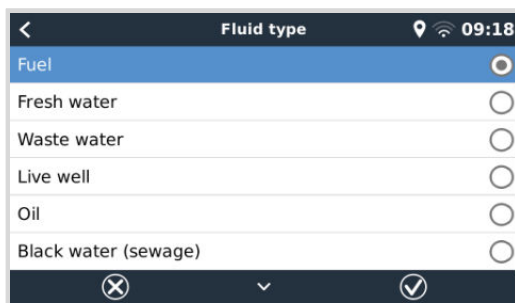 Fluid type 09:18
Fuel
Fresh water
Waste water
Live well
Oil
Black water (sewage)